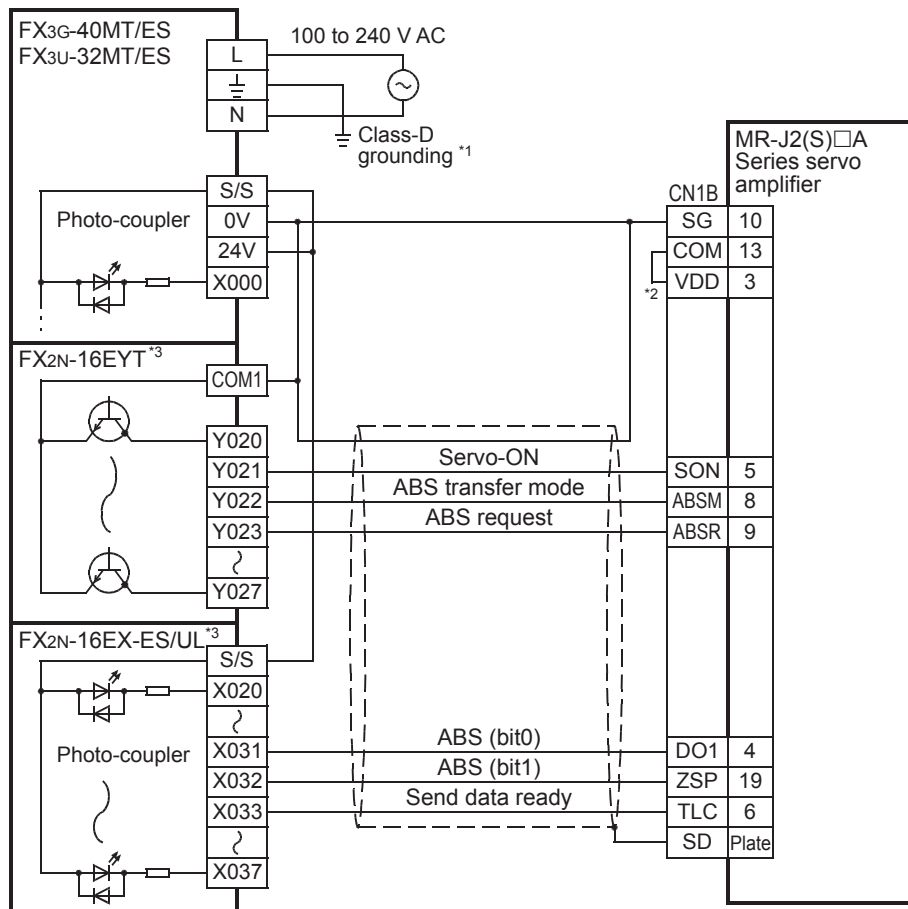 FX3G-40MT/ES
FX3U-32MT/ES
L
N
100 to 240 V AC
Class-D
grounding *1
S/S
0V
24V
X000
Photo-coupler
FX2N-16EYT*3
COM1
Y020
Y021
Y022
Y023
Y027
FX2N-16EX-ES/UL*3
S/S
X020
X031
X032
X033
X037
Photo-coupler
Servo-ON
ABS transfer mode
ABS request
ABS (bit0)
ABS (bit1)
Send data ready
MR-J2(S)□A
Series servo
amplifier
CN1B
SG 10
COM 13
VDD 3
*2
SON 5
ABSM 8
ABSR 9
DO1 4
ZSP 19
TLC 6
SD Plate